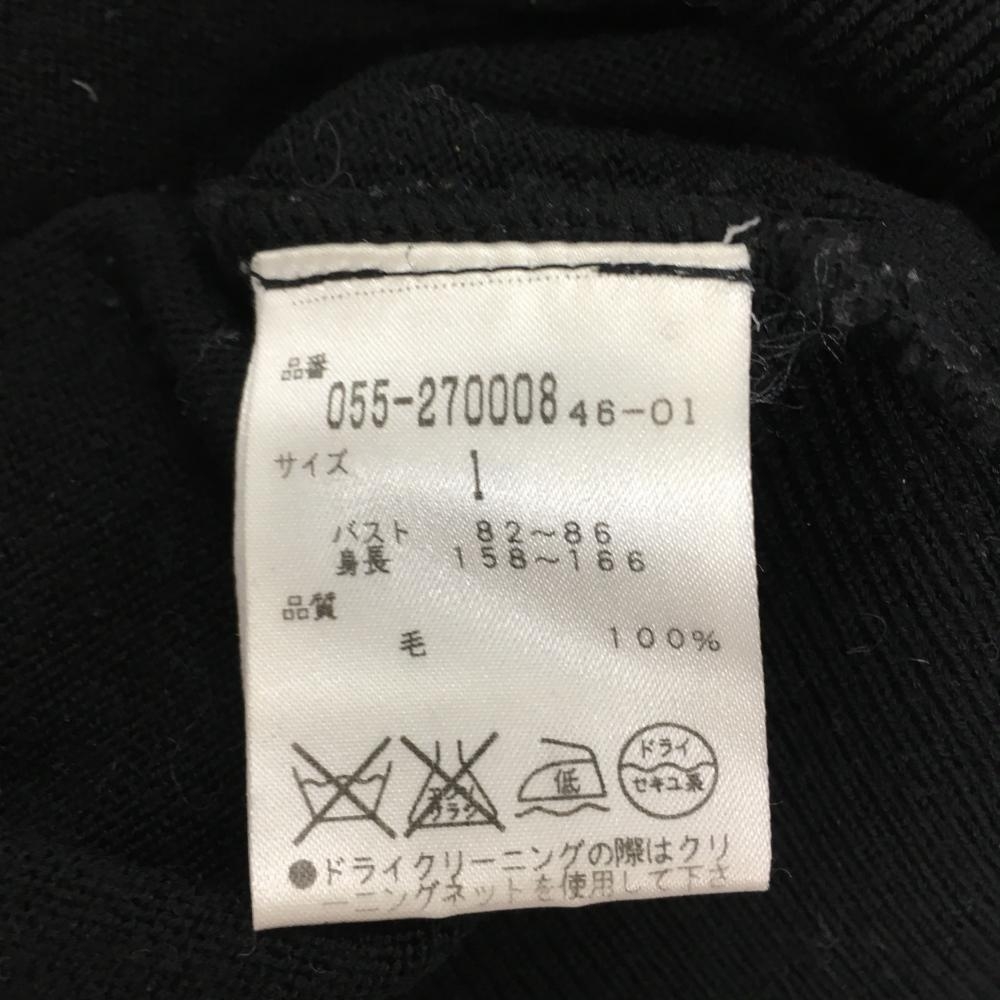 品番
055-270008 46-01
サイズ 1
バスト 82～86
身長 158～166
品質
毛 100%
低
ドライ
セキユ系
●ドライクリーニングの際はクリ
ーニングネットを使用して下さ